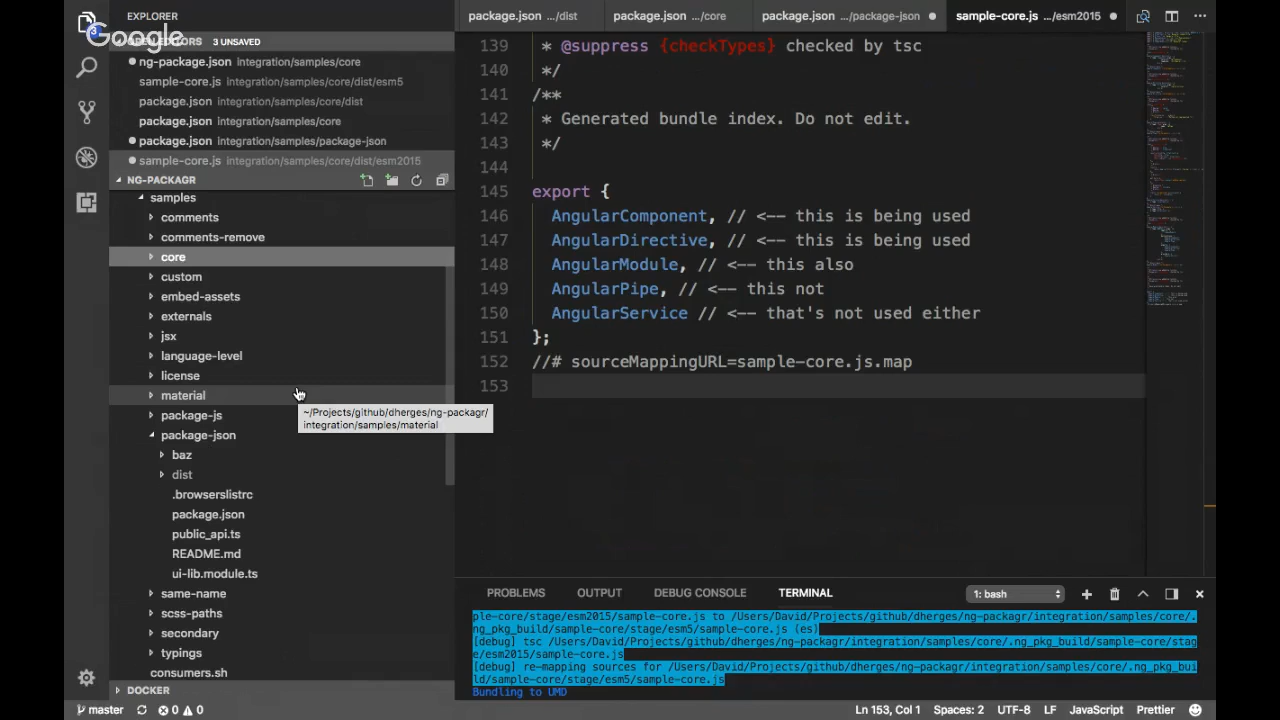 EXPLORER
Google
3
OPEN EDITORS 3 UNSAVED
ng-package.json integration/samples/core
sample-core.js integration/samples/core/dist/esm5
package.json integration/samples/core/dist
package.json integration/samples/core
package.json integration/samples/package-json
sample-core.js integration/samples/core/dist/esm2015
NG-PACKAGR
samples
comments
comments-remove
core
custom
embed-assets
externals
jsx
language-level
license
material
package-js
package-json
baz
dist
.browserslistrc
package.json
public_api.ts
README.md
ui-lib.module.ts
same-name
scss-paths
secondary
typings
consumers.sh
DOCKER
~/Projects/github/dherges/ng-packagr/
integration/samples/material
package.json .../dist
package.json .../core
package.json .../package-json
sample-core.js .../esm2015
139 * @suppress {checkTypes} checked by tsc
140 */
141 /**
142 * Generated bundle index. Do not edit.
143 */
144
145 export {
146 AngularComponent, // <-- this is being used
147 AngularDirective, // <-- this is being used
148 AngularModule, // <-- this also
149 AngularPipe, // <-- this not
150 AngularService // <-- that's not used either
151 };
152 //# sourceMappingURL=sample-core.js.map
153
PROBLEMS OUTPUT DEBUG CONSOLE TERMINAL 1: bash
ple-core/stage/esm2015/sample-core.js to /Users/David/Projects/github/dherges/ng-packagr/integration/samples/core/.
ng_pkg_build/sample-core/stage/esm5/sample-core.js (es)
[debug] tsc /Users/David/Projects/github/dherges/ng-packagr/integration/samples/core/.ng_pkg_build/sample-core/stag
e/esm2015/sample-core.js
[debug] re-mapping sources for /Users/David/Projects/github/dherges/ng-packagr/integration/samples/core/.ng_pkg_bui
ld/sample-core/stage/esm5/sample-core.js
Bundling to UMD
master 0 0 Ln 153, Col 1 Spaces: 2 UTF-8 LF JavaScript Prettier